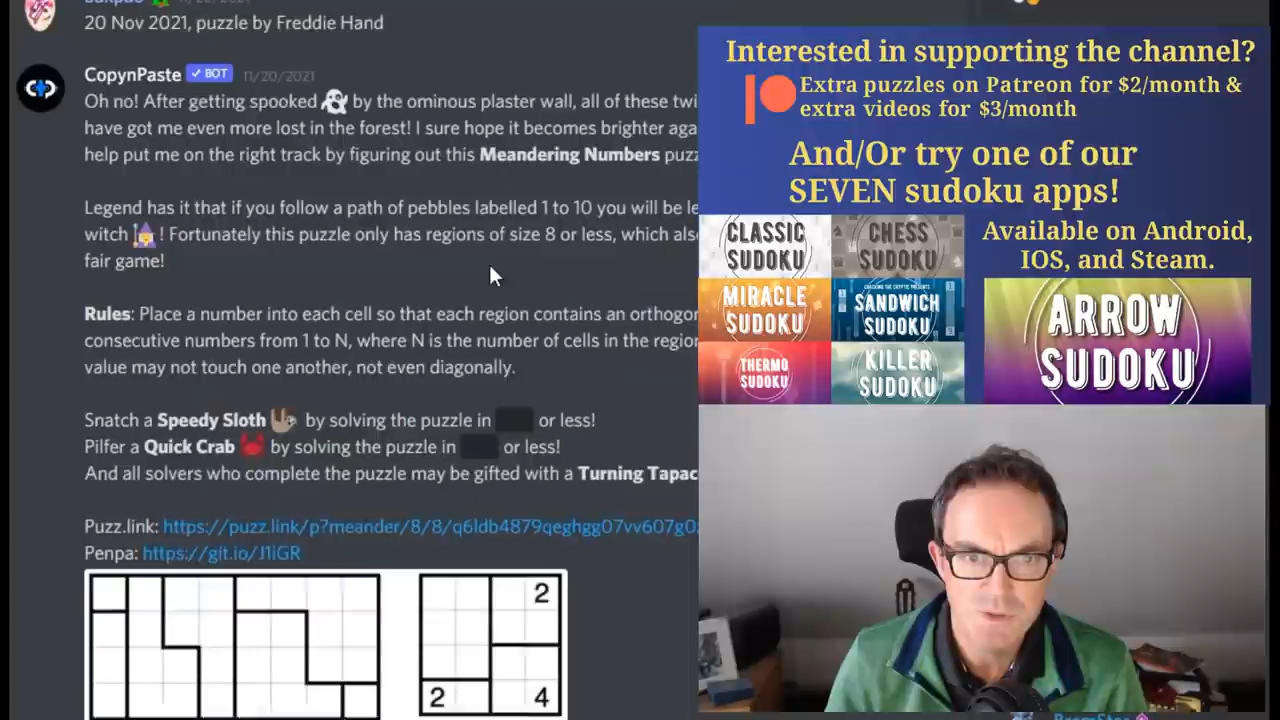 20 Nov 2021, puzzle by Freddie Hand
CopynPaste ✓ BOT 11/20/2021
Oh no! After getting spooked 👻 by the ominous plaster wall, all of these
have got me even more lost in the forest! I sure hope it becomes brighter
help put me on the right track by figuring out this Meandering Numbers
Legend has it that if you follow a path of pebbles labelled 1 to 10 you will be
witch 🧙‍♀️! Fortunately this puzzle only has regions of size 8 or less, which
fair game!
Rules: Place a number into each cell so that each region contains an
consecutive numbers from 1 to N, where N is the number of cells in the
value may not touch one another, not even diagonally.
Snatch a Speedy Sloth 🦥 by solving the puzzle in or less!
Pilfer a Quick Crab 🦀 by solving the puzzle in or less!
And all solvers who complete the puzzle may be gifted with a Turning
Puzz.link: https://puzz.link/p?meander/8/8/q6ldb4879qeghgg07vv607g0
Penpa: https://git.io/J1iGR
2
2 4
Interested in supporting the channel?
Extra puzzles on Patreon for $2/month &
extra videos for $3/month
And/Or try one of our
SEVEN sudoku apps!
CLASSIC
SUDOKU
CHESS
SUDOKU
Available on Android,
IOS, and Steam.
MIRACLE
SUDOKU
CRACKING THE CRYPTIC PRESENTS
SANDWICH
SUDOKU
ARROW
SUDOKU
THERMO
SUDOKU
KILLER
SUDOKU